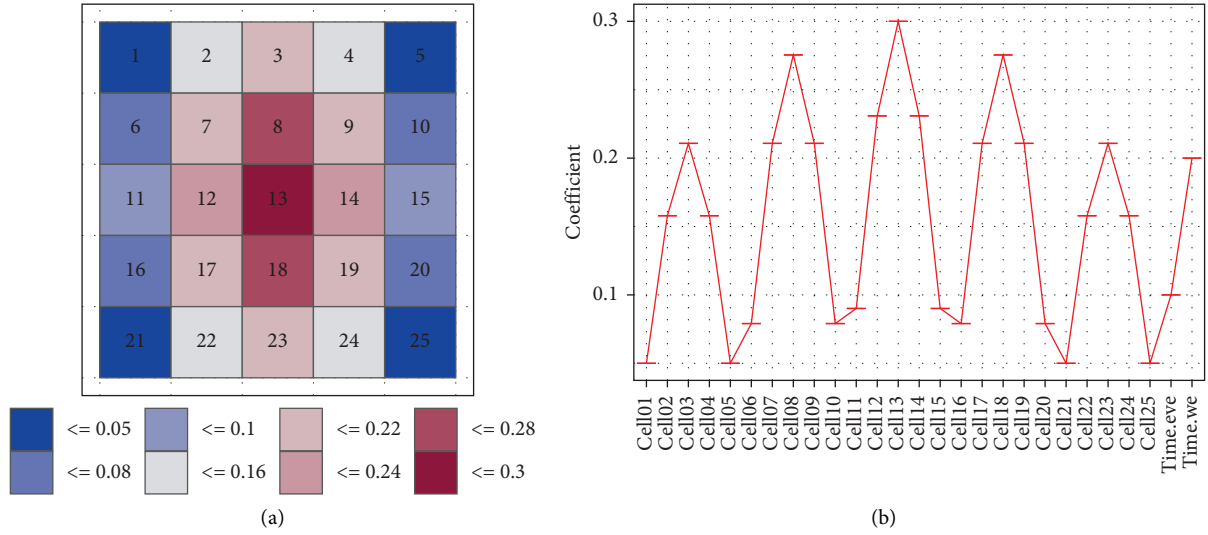 1 2 3 4 5
6 7 8 9 10
11 12 13 14 15
16 17 18 19 20
21 22 23 24 25
<= 0.05 <= 0.1 <= 0.22 <= 0.28
<= 0.08 <= 0.16 <= 0.24 <= 0.3
(a)
Coefficient
0.3
0.2
0.1
Cell01
Cell02
Cell03
Cell04
Cell05
Cell06
Cell07
Cell08
Cell09
Cell10
Cell11
Cell12
Cell13
Cell14
Cell15
Cell16
Cell17
Cell18
Cell19
Cell20
Cell21
Cell22
Cell23
Cell24
Cell25
Time.eve
Time.we
(b)